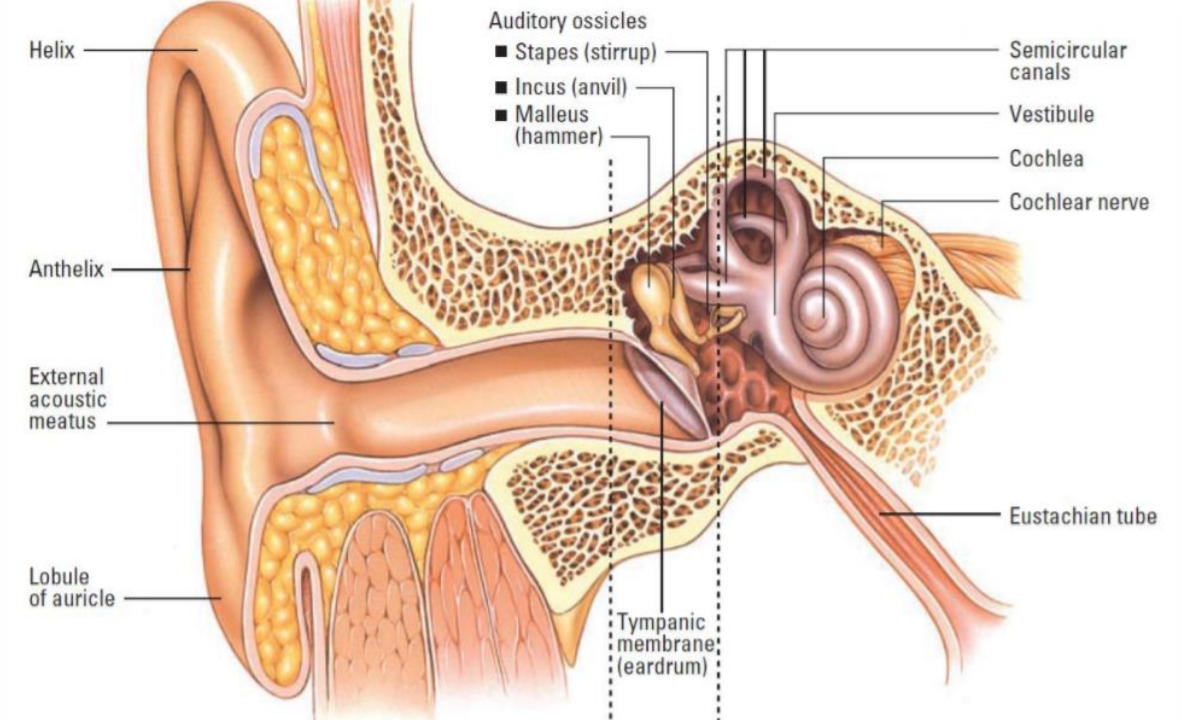 Helix
Anthelix
External
acoustic
meatus
Lobule
of auricle
Auditory ossicles
■ Stapes (stirrup)
■ Incus (anvil)
■ Malleus
(hammer)
Tympanic
membrane
(eardrum)
Semicircular
canals
Vestibule
Cochlea
Cochlear nerve
Eustachian tube